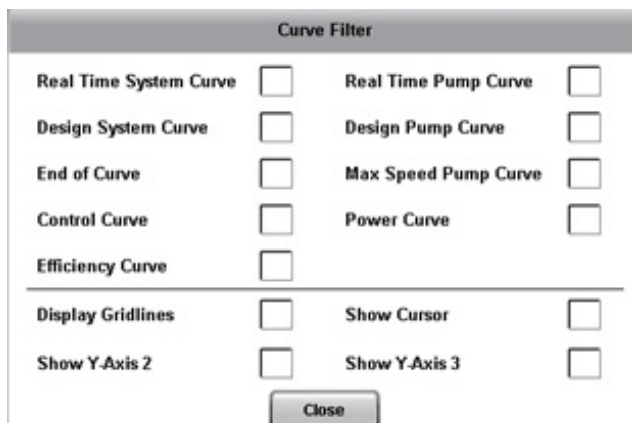 Curve Filter
Real Time System Curve Real Time Pump Curve
Design System Curve Design Pump Curve
End of Curve Max Speed Pump Curve
Control Curve Power Curve
Efficiency Curve
Display Gridlines Show Cursor
Show Y-Axis 2 Show Y-Axis 3
Close